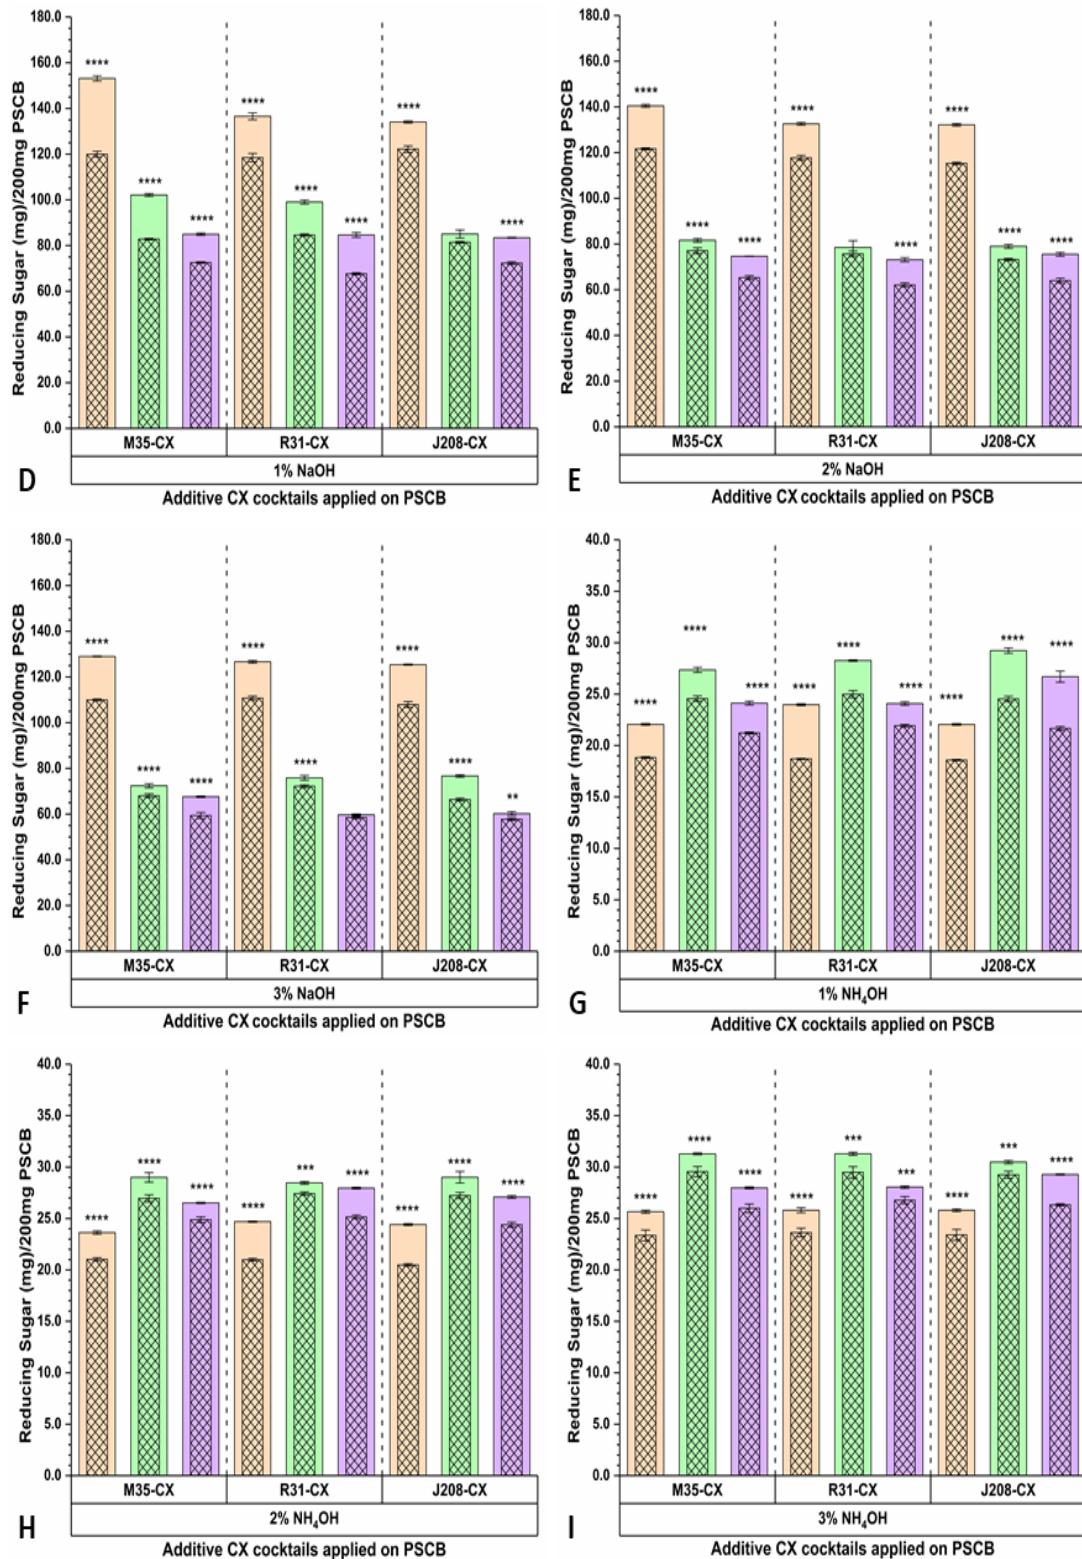 180.0
160.0
140.0
120.0
100.0
80.0
60.0
40.0
20.0
0.0
Reducing Sugar (mg)/200mg PSCB
**** **** **** **** **** **** **** ****
M35-CX R31-CX J208-CX
1% NaOH
D
Additive CX cocktails applied on PSCB
180.0
160.0
140.0
120.0
100.0
80.0
60.0
40.0
20.0
0.0
Reducing Sugar (mg)/200mg PSCB
**** **** **** **** **** **** **** ****
M35-CX R31-CX J208-CX
2% NaOH
E
Additive CX cocktails applied on PSCB
180.0
160.0
140.0
120.0
100.0
80.0
60.0
40.0
20.0
0.0
Reducing Sugar (mg)/200mg PSCB
**** **** **** **** **** **** **** **
M35-CX R31-CX J208-CX
3% NaOH
F
Additive CX cocktails applied on PSCB
40.0
35.0
30.0
25.0
20.0
15.0
10.0
5.0
0.0
Reducing Sugar (mg)/200mg PSCB
**** **** **** **** **** **** **** **** ****
M35-CX R31-CX J208-CX
1% NH₄OH
G
Additive CX cocktails applied on PSCB
40.0
35.0
30.0
25.0
20.0
15.0
10.0
5.0
0.0
Reducing Sugar (mg)/200mg PSCB
**** **** **** **** *** **** **** **** ****
M35-CX R31-CX J208-CX
2% NH₄OH
H
Additive CX cocktails applied on PSCB
40.0
35.0
30.0
25.0
20.0
15.0
10.0
5.0
0.0
Reducing Sugar (mg)/200mg PSCB
**** **** **** **** *** *** **** *** ****
M35-CX R31-CX J208-CX
3% NH₄OH
I
Additive CX cocktails applied on PSCB